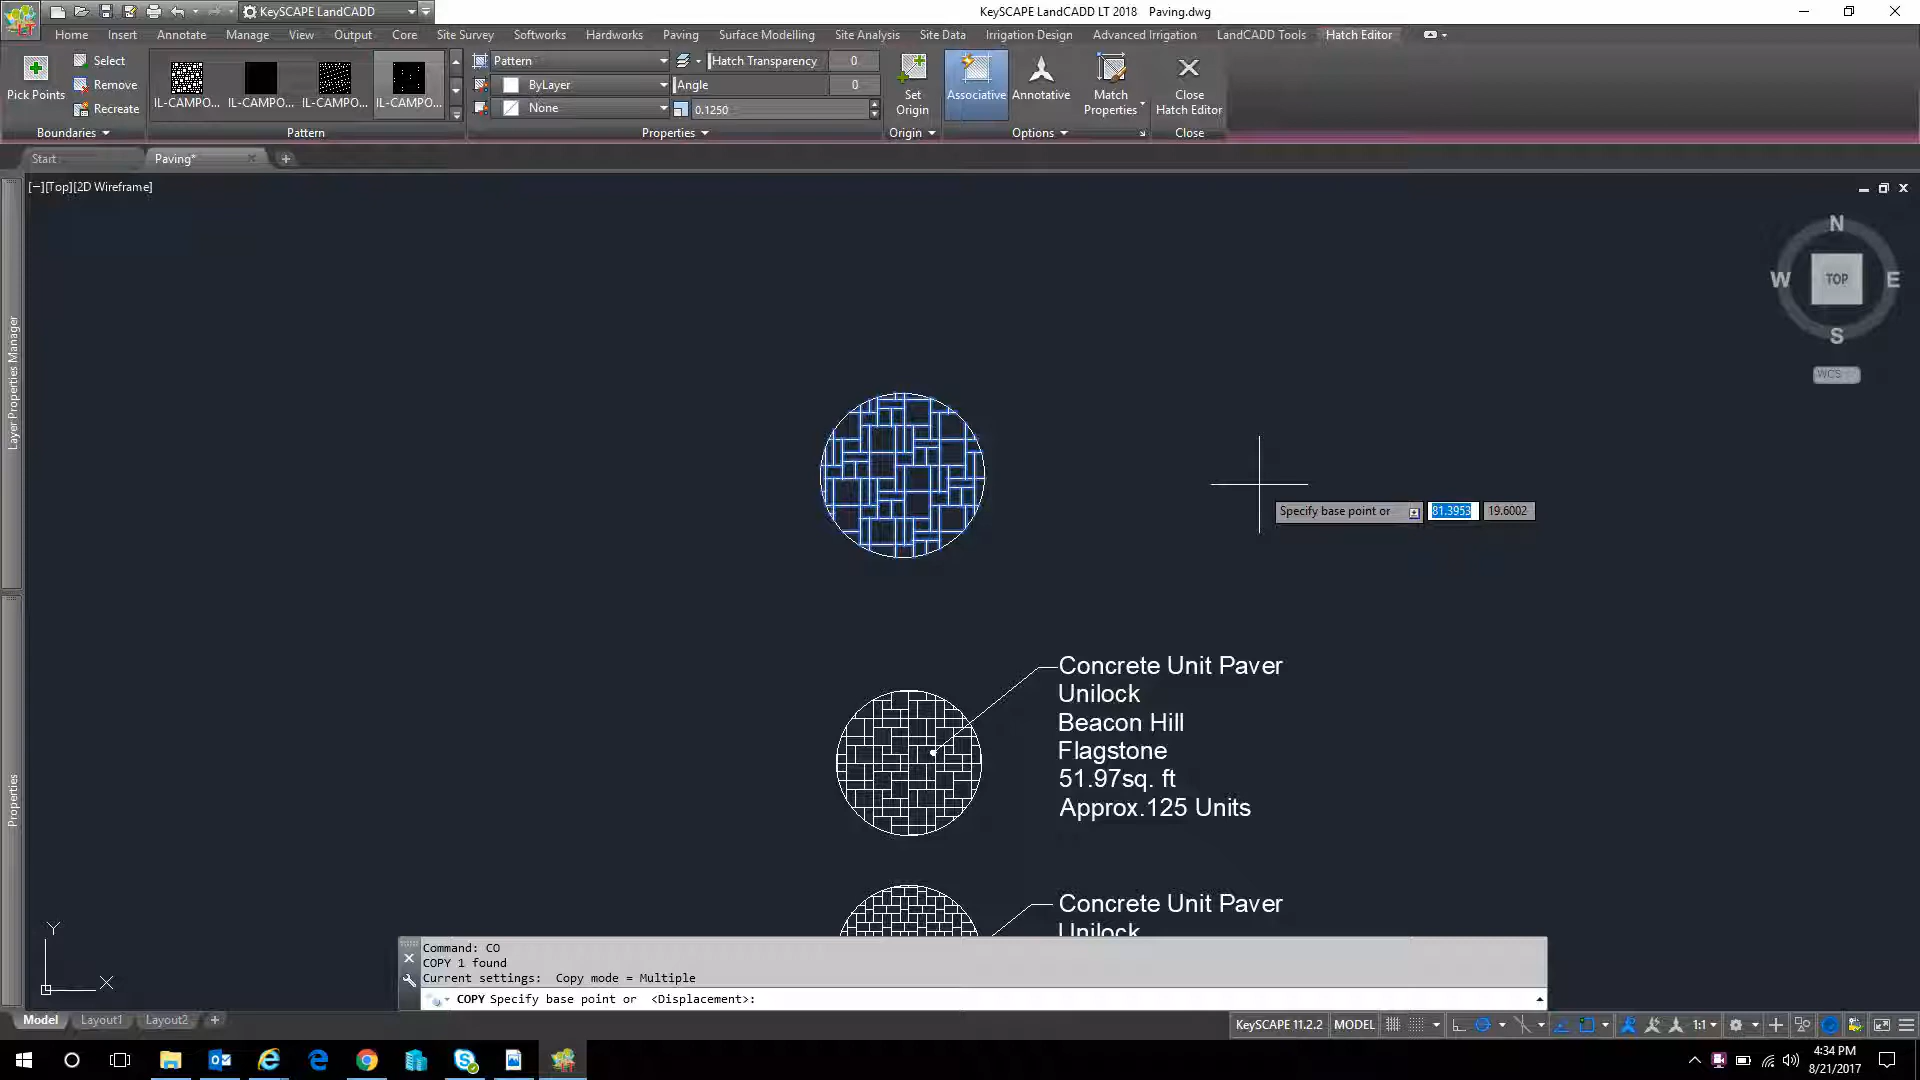 KeySCAPE LandCADD
KeySCAPE LandCADD LT 2018 Paving.dwg
Home Insert Annotate Manage View Output Core Site Survey Softworks Hardworks Paving Surface Modelling Site Analysis Site Data Irrigation Design Advanced Irrigation LandCADD Tools Hatch Editor
Pick Points
Select
Remove
Recreate
Boundaries
IL-CAMPO... IL-CAMPO... IL-CAMPO... IL-CAMPO...
Pattern
Pattern
ByLayer
None
Hatch Transparency 0
Angle 0
0.1250
Properties
Set
Origin
Origin
Associative
Annotative
Match
Properties
Options
Close
Hatch Editor
Close
Start Paving*
[−][Top][2D Wireframe]
Layer Properties Manager
Properties
N
W TOP E
S
WCS
Specify base point or 81.3953 19.6002
Concrete Unit Paver
Unilock
Beacon Hill
Flagstone
51.97sq. ft
Approx.125 Units
Concrete Unit Paver
Unilock
Y
X
Command: CO
COPY 1 found
Current settings: Copy mode = Multiple
COPY Specify base point or <Displacement>:
Model Layout1 Layout2
KeySCAPE 11.2.2 MODEL 1:1
4:34 PM
8/21/2017